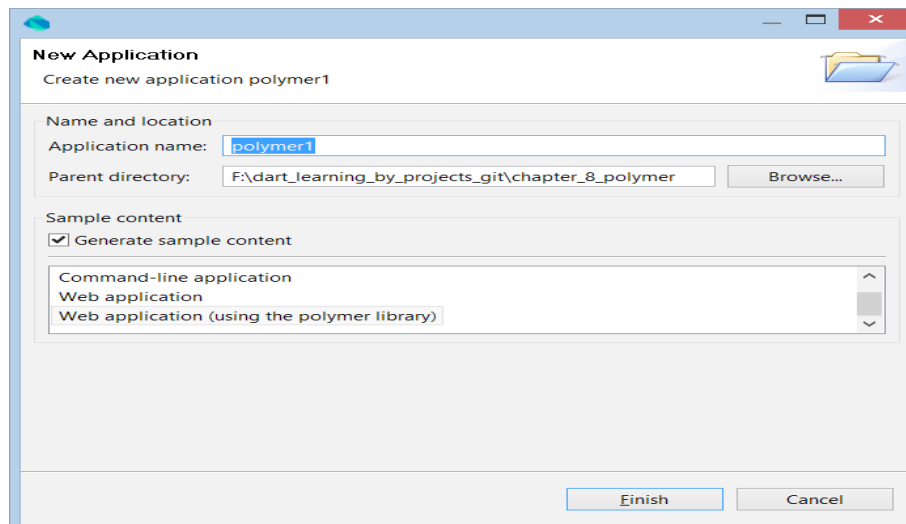 New Application
Create new application polymer1
Name and location
Application name: polymer1
Parent directory: F:\dart_learning_by_projects_git\chapter_8_polymer Browse...
Sample content
Generate sample content
Command-line application
Web application
Web application (using the polymer library)
Finish Cancel